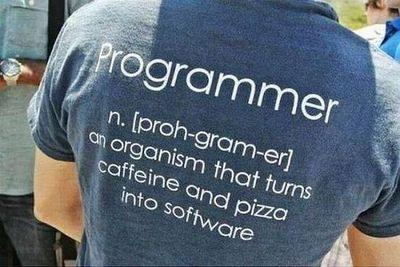 Programmer
n. [proh-gram-er]
an organism that turns
caffeine and pizza
into software